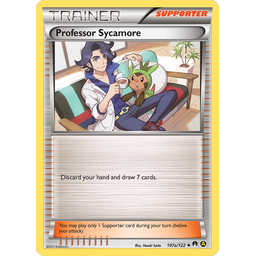 TRAINER
SUPPORTER
Professor Sycamore
Discard your hand and draw 7 cards.
You may play only 1 Supporter card during your turn (before
your attack).
Illus. Naoki Saito
107a/122